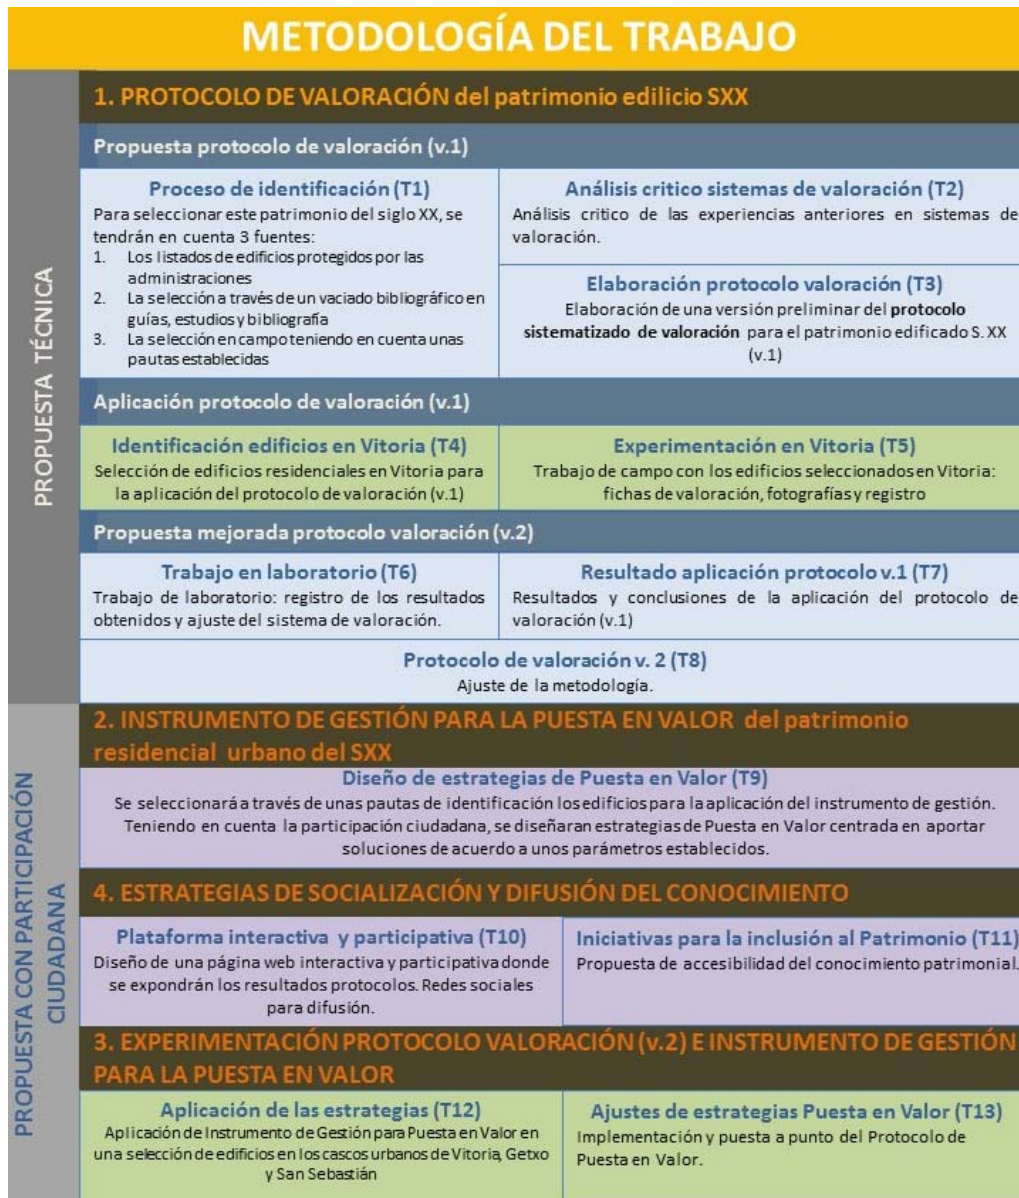 METODOLOGÍA DEL TRABAJO
PROPUESTA TÉCNICA
1. PROTOCOLO DE VALORACIÓN del patrimonio edilicio SXX
Propuesta protocolo de valoración (v.1)
Proceso de identificación (T1)
Para seleccionar este patrimonio del siglo XX, se
tendrán en cuenta 3 fuentes:
1. Los listados de edificios protegidos por las
administraciones
2. La selección a través de un vaciado bibliográfico en
guías, estudios y bibliografía
3. La selección en campo teniendo en cuenta unas
pautas establecidas
Análisis critico sistemas de valoración (T2)
Análisis critico de las experiencias anteriores en sistemas de
valoración.
Elaboración protocolo valoración (T3)
Elaboración de una versión preliminar del protocolo
sistematizado de valoración para el patrimonio edificado S. XX
(v.1)
Aplicación protocolo de valoración (v.1)
Identificación edificios en Vitoria (T4)
Selección de edificios residenciales en Vitoria para
la aplicación del protocolo de valoración (v.1)
Experimentación en Vitoria (T5)
Trabajo de campo con los edificios seleccionados en Vitoria:
fichas de valoración, fotografías y registro
Propuesta mejorada protocolo valoración (v.2)
Trabajo en laboratorio (T6)
Trabajo de laboratorio: registro de los resultados
obtenidos y ajuste del sistema de valoración.
Resultado aplicación protocolo v.1 (T7)
Resultados y conclusiones de la aplicación del protocolo de
valoración (v.1)
Protocolo de valoración v. 2 (T8)
Ajuste de la metodología.
PROPUESTA CON PARTICIPACIÓN
CIUDADANA
2. INSTRUMENTO DE GESTIÓN PARA LA PUESTA EN VALOR del patrimonio
residencial urbano del SXX
Diseño de estrategias de Puesta en Valor (T9)
Se seleccionará a través de unas pautas de identificación los edificios para la aplicación del instrumento de gestión.
Teniendo en cuenta la participación ciudadana, se diseñaran estrategias de Puesta en Valor centrada en aportar
soluciones de acuerdo a unos parámetros establecidos.
4. ESTRATEGIAS DE SOCIALIZACIÓN Y DIFUSIÓN DEL CONOCIMIENTO
Plataforma interactiva y participativa (T10)
Diseño de una página web interactiva y participativa donde
se expondrán los resultados protocolos. Redes sociales
para difusión.
Iniciativas para la inclusión al Patrimonio (T11)
Propuesta de accesibilidad del conocimiento patrimonial.
3. EXPERIMENTACIÓN PROTOCOLO VALORACIÓN (v.2) E INSTRUMENTO DE GESTIÓN
PARA LA PUESTA EN VALOR
Aplicación de las estrategias (T12)
Aplicación de Instrumento de Gestión para Puesta en Valor en
una selección de edificios en los cascos urbanos de Vitoria, Getxo
y San Sebastián
Ajustes de estrategias Puesta en Valor (T13)
Implementación y puesta a punto del Protocolo de
Puesta en Valor.